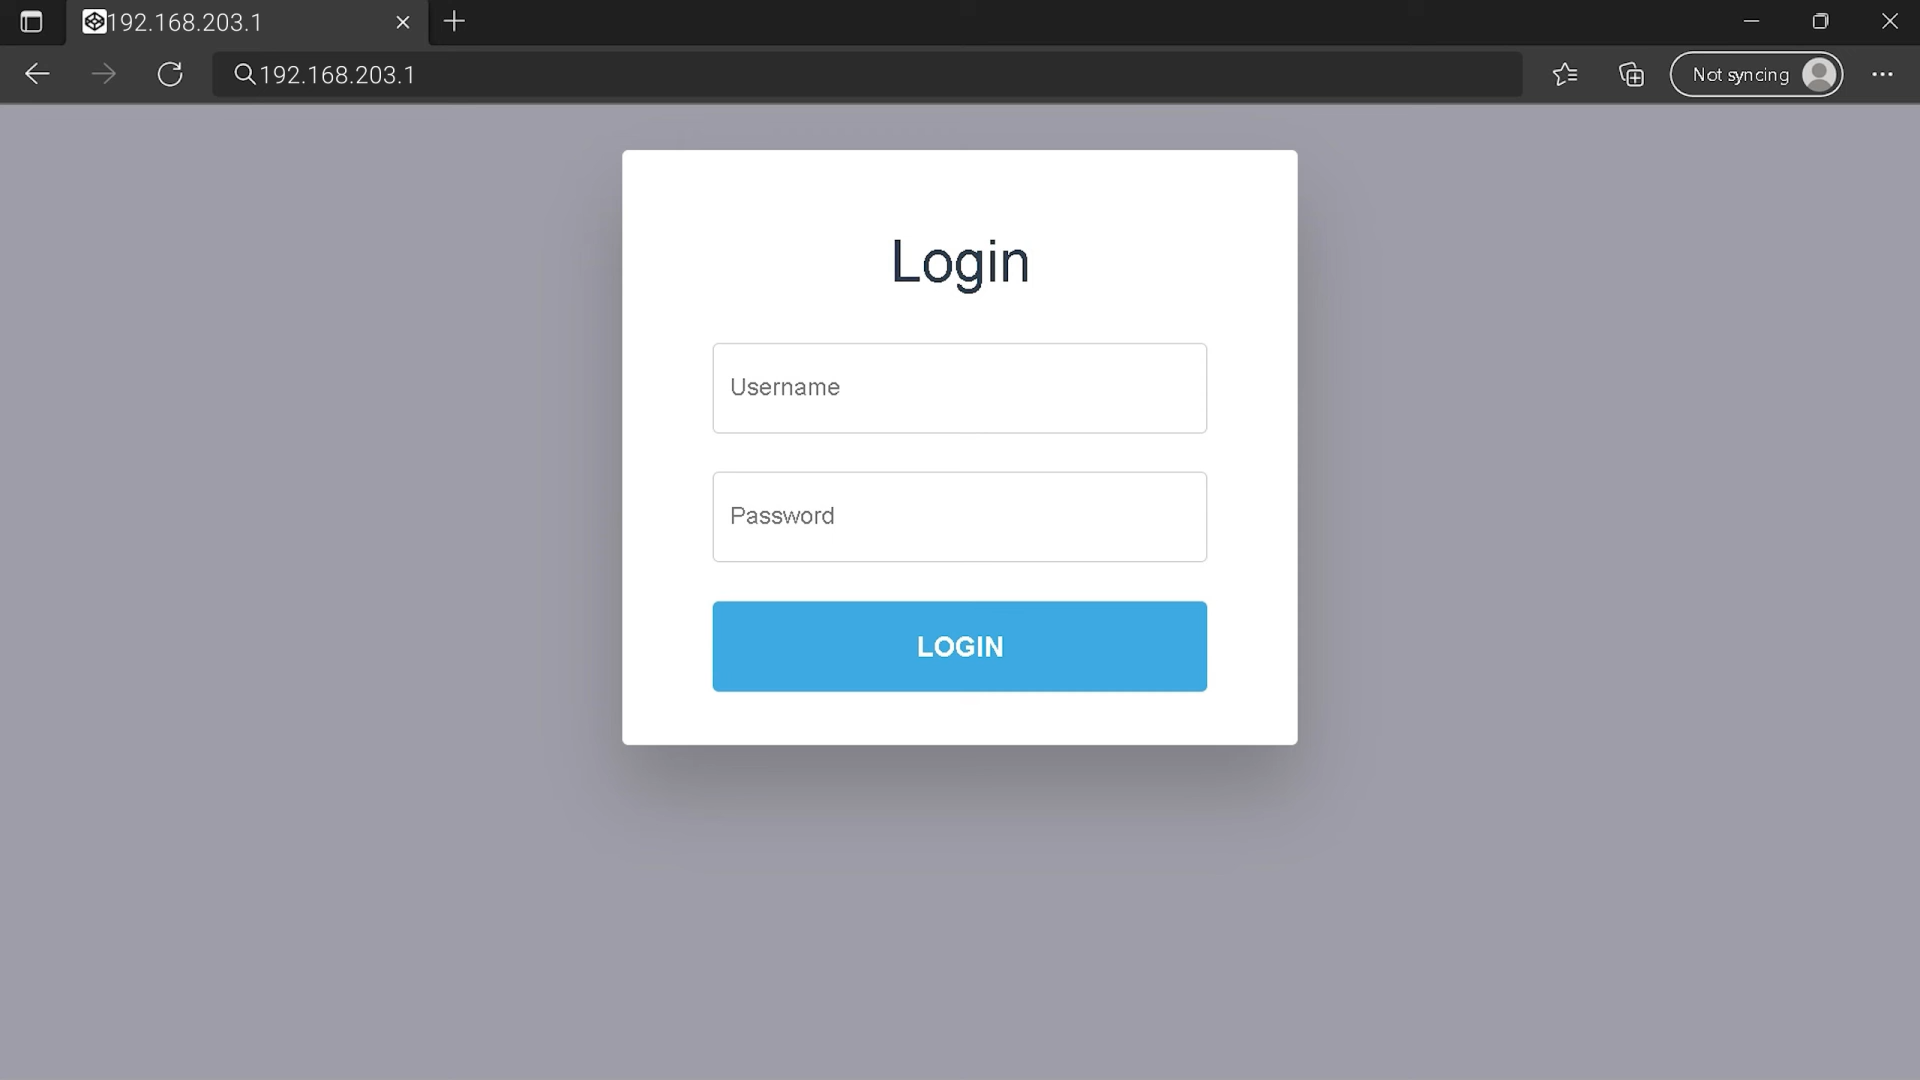 192.168.203.1
192.168.203.1
Not syncing
Login
Username
Password
LOGIN